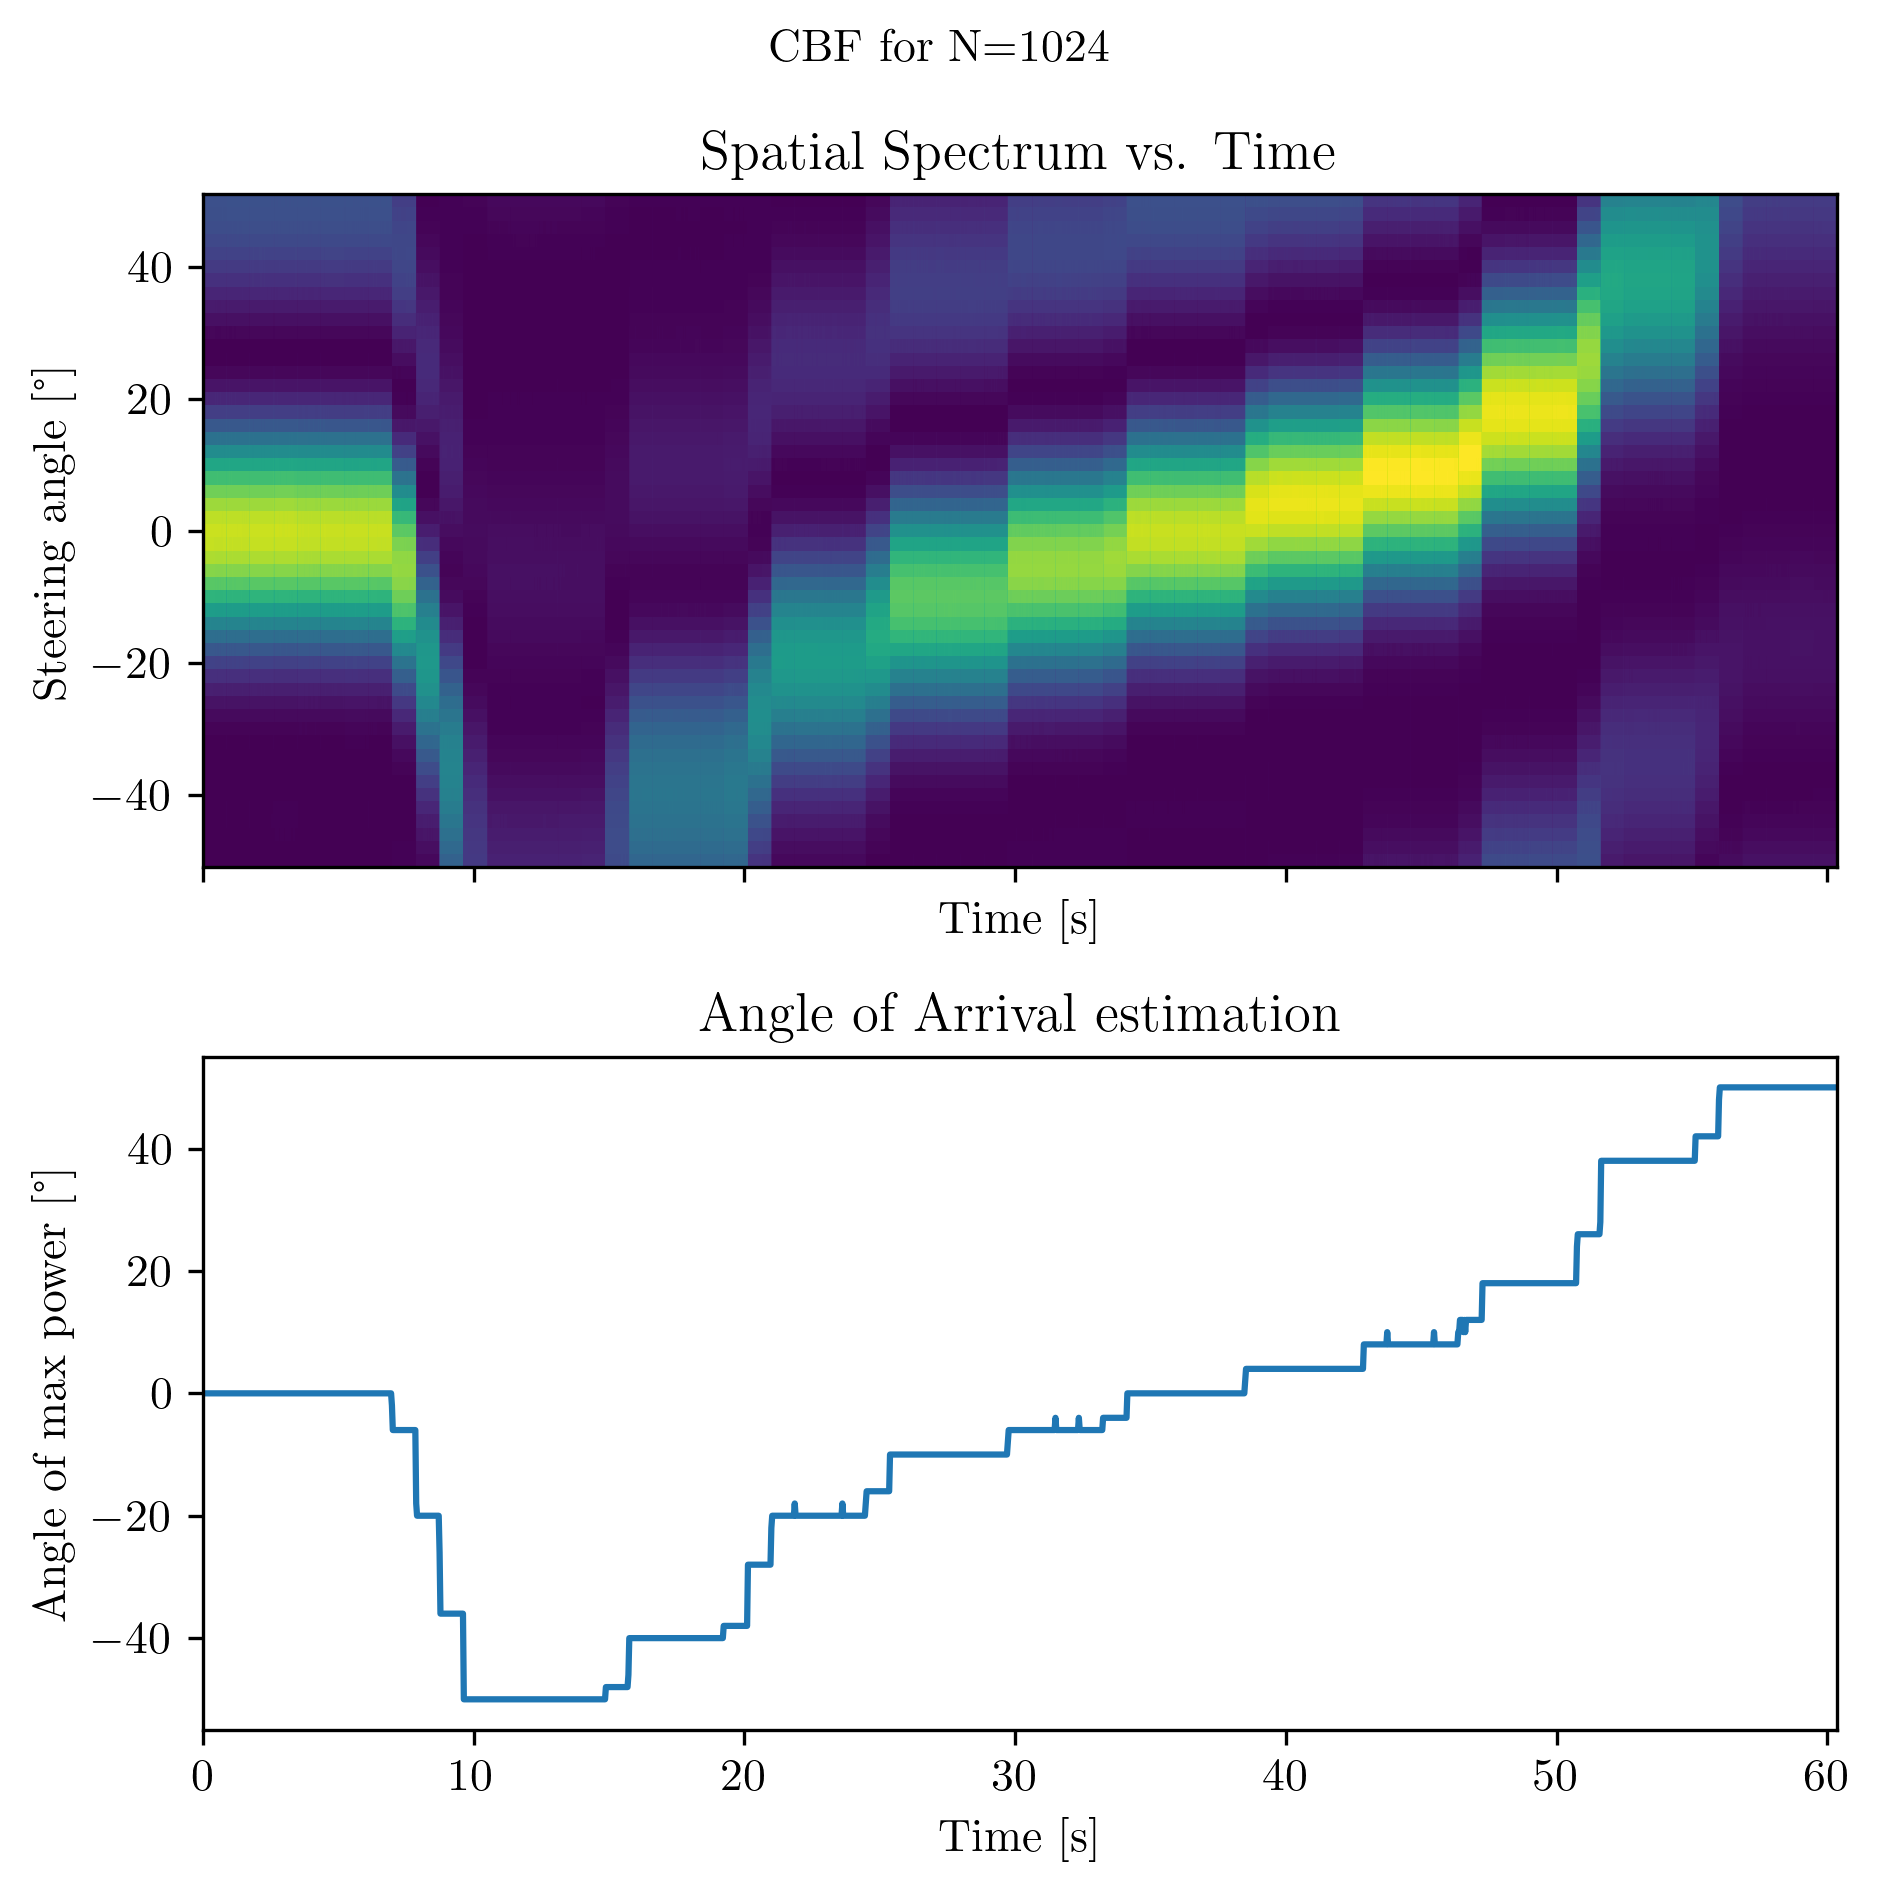 CBF for N=1024
Spatial Spectrum vs. Time
Steering angle [°]
40
20
0
−20
−40
Time [s]
Angle of Arrival estimation
Angle of max power [°]
40
20
0
−20
−40
0 10 20 30 40 50 60
Time [s]